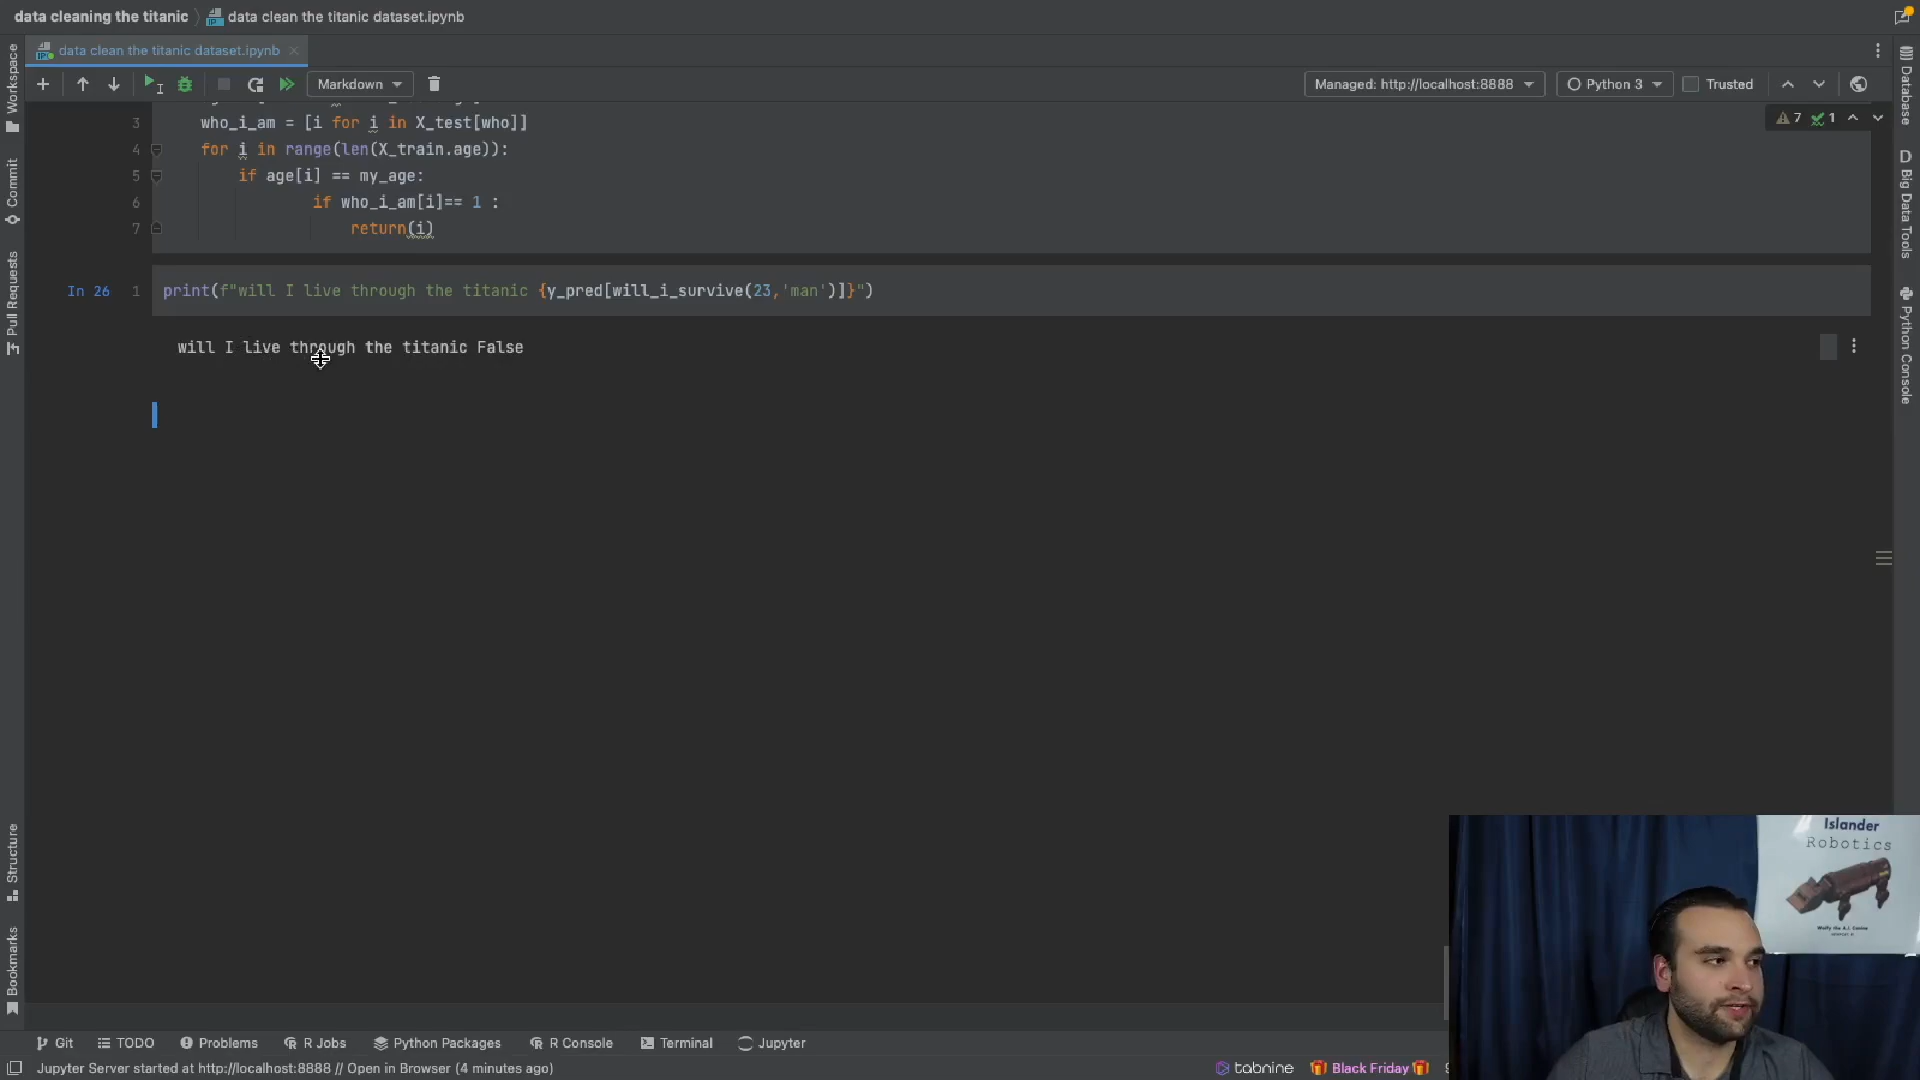 data cleaning the titanic
data clean the titanic dataset.ipynb
data clean the titanic dataset.ipynb
Markdown
Managed: http://localhost:8888
Python 3
Trusted
7
1
3 who_i_am = [i for i in X_test[who]]
4 for i in range(len(X_train.age)):
5 if age[i] == my_age:
6 if who_i_am[i]== 1 :
7 return(i)
In 26 1 print(f"will I live through the titanic {y_pred[will_i_survive(23,'man')]}")
will I live through the titanic False
Workspace
Commit
Pull Requests
Structure
Bookmarks
Database
D
Big Data Tools
Python Console
Islander
Robotics
Git
TODO
Problems
R Jobs
Python Packages
R Console
Terminal
Jupyter
Jupyter Server started at http://localhost:8888 // Open in Browser (4 minutes ago)
tabnine
Black Friday